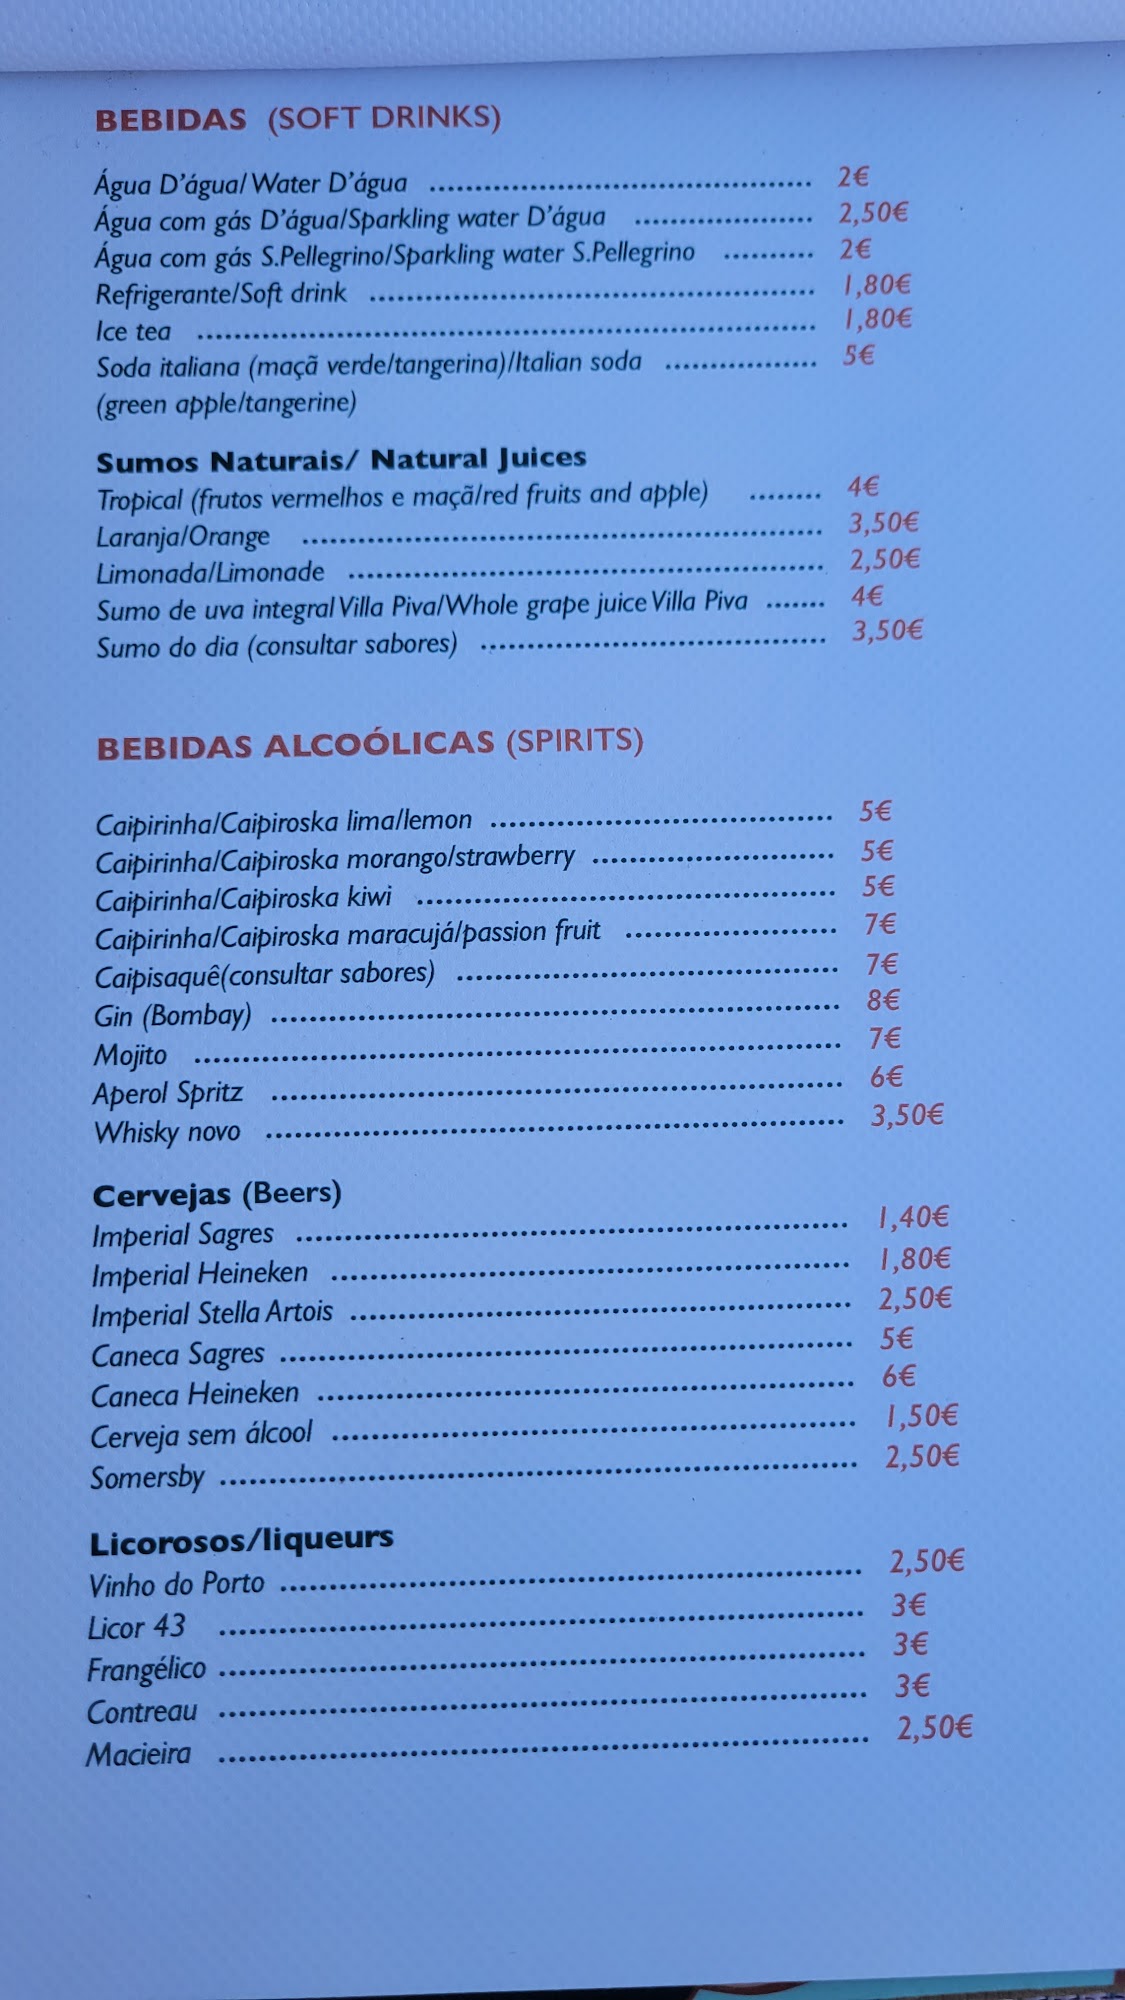 BEBIDAS (SOFT DRINKS)
Água D'água/Water D'água ........ 2€
Água com gás D'água/Sparkling water D'água ........ 2,50€
Água com gás S.Pellegrino/Sparkling water S.Pellegrino ........ 2€
Refrigerante/Soft drink ........ 1,80€
Ice tea ........ 1,80€
Soda italiana (maçã verde/tangerina)/Italian soda ........ 5€
(green apple/tangerine)
Sumos Naturais/ Natural Juices
Tropical (frutos vermelhos e maçã/red fruits and apple) ........ 4€
Laranja/Orange ........ 3,50€
Limonada/Limonade ........ 2,50€
Sumo de uva integral Villa Piva/Whole grape juice Villa Piva ....... 4€
Sumo do dia (consultar sabores) ........ 3,50€
BEBIDAS ALCOÓLICAS (SPIRITS)
Caipirinha/Caipiroska lima/lemon ........ 5€
Caipirinha/Caipiroska morango/strawberry ........ 5€
Caipirinha/Caipiroska kiwi ........ 5€
Caipirinha/Caipiroska maracujá/passion fruit ........ 7€
Caipisaquê(consultar sabores) ........ 7€
Gin (Bombay) ........ 8€
Mojito ........ 7€
Aperol Spritz ........ 6€
Whisky novo ........ 3,50€
Cervejas (Beers)
Imperial Sagres ........ 1,40€
Imperial Heineken ........ 1,80€
Imperial Stella Artois ........ 2,50€
Caneca Sagres ........ 5€
Caneca Heineken ........ 6€
Cerveja sem álcool ........ 1,50€
Somersby ........ 2,50€
Licorosos/liqueurs
Vinho do Porto ........ 2,50€
Licor 43 ........ 3€
Frangélico ........ 3€
Contreau ........ 3€
Macieira ........ 2,50€